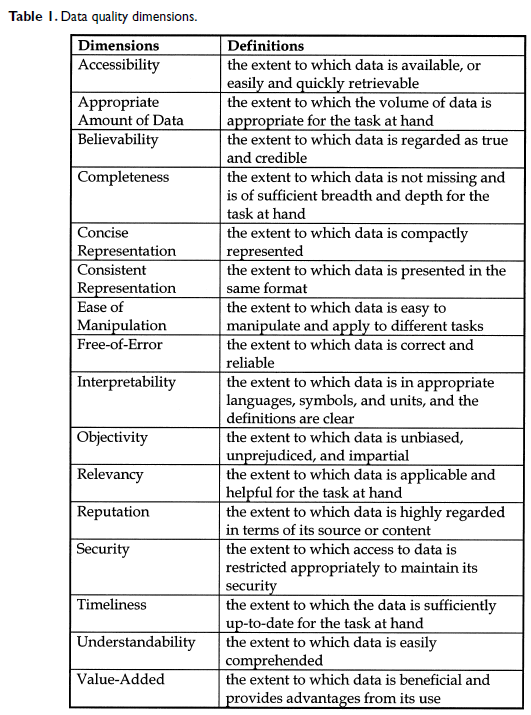 Table 1. Data quality dimensions.
Dimensions Definitions
Accessibility the extent to which data is available, or
easily and quickly retrievable
Appropriate the extent to which the volume of data is
Amount of Data appropriate for the task at hand
Believability the extent to which data is regarded as true
and credible
Completeness the extent to which data is not missing and
is of sufficient breadth and depth for the
task at hand
Concise the extent to which data is compactly
Representation represented
Consistent the extent to which data is presented in the
Representation same format
Ease of the extent to which data is easy to
Manipulation manipulate and apply to different tasks
Free-of-Error the extent to which data is correct and
reliable
Interpretability the extent to which data is in appropriate
languages, symbols, and units, and the
definitions are clear
Objectivity the extent to which data is unbiased,
unprejudiced, and impartial
Relevancy the extent to which data is applicable and
helpful for the task at hand
Reputation the extent to which data is highly regarded
in terms of its source or content
Security the extent to which access to data is
restricted appropriately to maintain its
security
Timeliness the extent to which the data is sufficiently
up-to-date for the task at hand
Understandability the extent to which data is easily
comprehended
Value-Added the extent to which data is beneficial and
provides advantages from its use